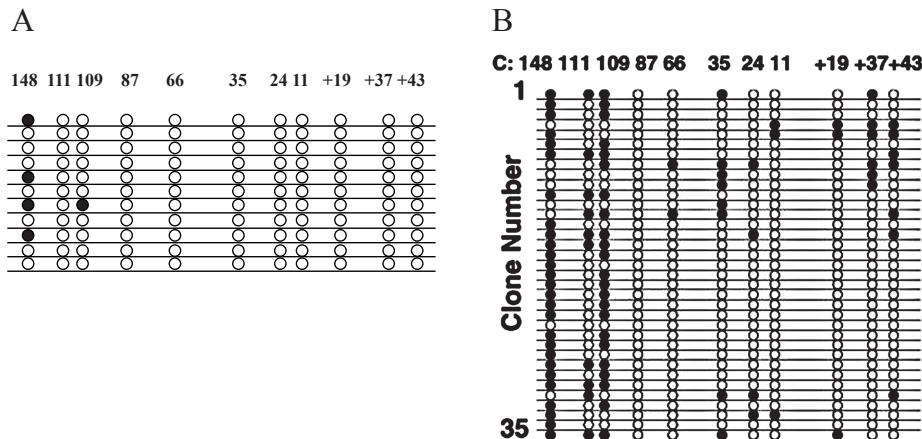 A
148 111 109 87 66 35 24 11 +19 +37 +43
B
C: 148 111 109 87 66 35 24 11 +19 +37 +43
1
Clone Number
35